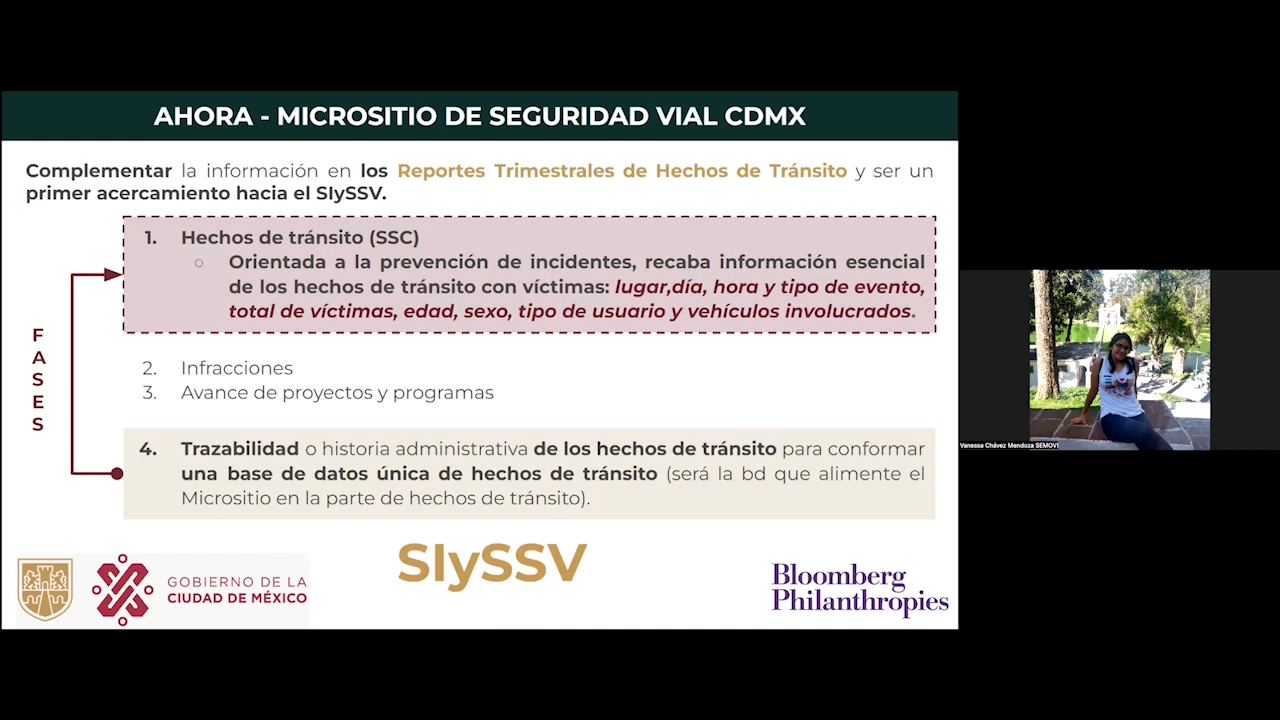 AHORA - MICROSITIO DE SEGURIDAD VIAL CDMX
Complementar la información en los Reportes Trimestrales de Hechos de Tránsito y ser un
primer acercamiento hacia el SIySSV.
1. Hechos de tránsito (SSC)
○ Orientada a la prevención de incidentes, recaba información esencial
de los hechos de tránsito con víctimas: lugar,día, hora y tipo de evento,
total de víctimas, edad, sexo, tipo de usuario y vehículos involucrados.
FASES
2. Infracciones
3. Avance de proyectos y programas
4. Trazabilidad o historia administrativa de los hechos de tránsito para conformar
una base de datos única de hechos de tránsito (será la bd que alimente el
Micrositio en la parte de hechos de tránsito).
SIySSV
GOBIERNO DE LA
CIUDAD DE MÉXICO
Bloomberg
Philanthropies
Vanessa Chávez Mendoza SEMOVI